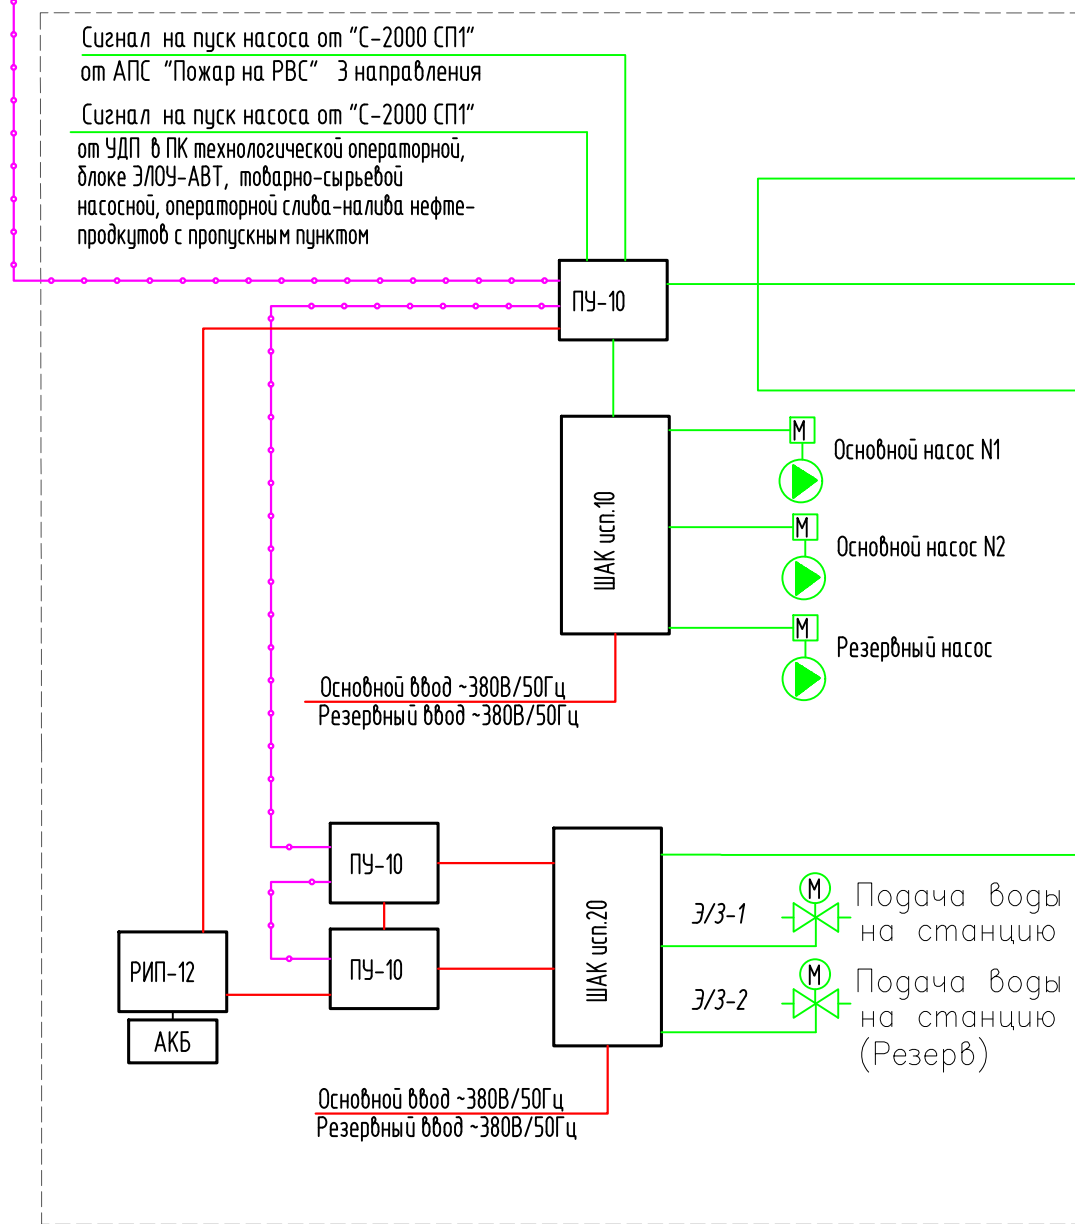 Сигнал на пуск насоса от "С-2000 СП1"
от АПС "Пожар на РВС" 3 направления
Сигнал на пуск насоса от "С-2000 СП1"
от УДП в ПК технологической операторной,
блоке ЭЛОУ-АВТ, товарно-сырьевой
насосной, операторной слива-налива нефте-
продкутов с пропускным пунктом
ПУ-10
М
Основной насос N1
ШАК исп.10
М
Основной насос N2
М
Резервный насос
Основной ввод ~380В/50Гц
Резервный ввод ~380В/50Гц
ПУ-10
ПУ-10
РИП-12
АКБ
ШАК исп.20
Э/З-1
М
Подача воды
на станцию
Э/З-2
М
Подача воды
на станцию
(Резерв)
Основной ввод ~380В/50Гц
Резервный ввод ~380В/50Гц